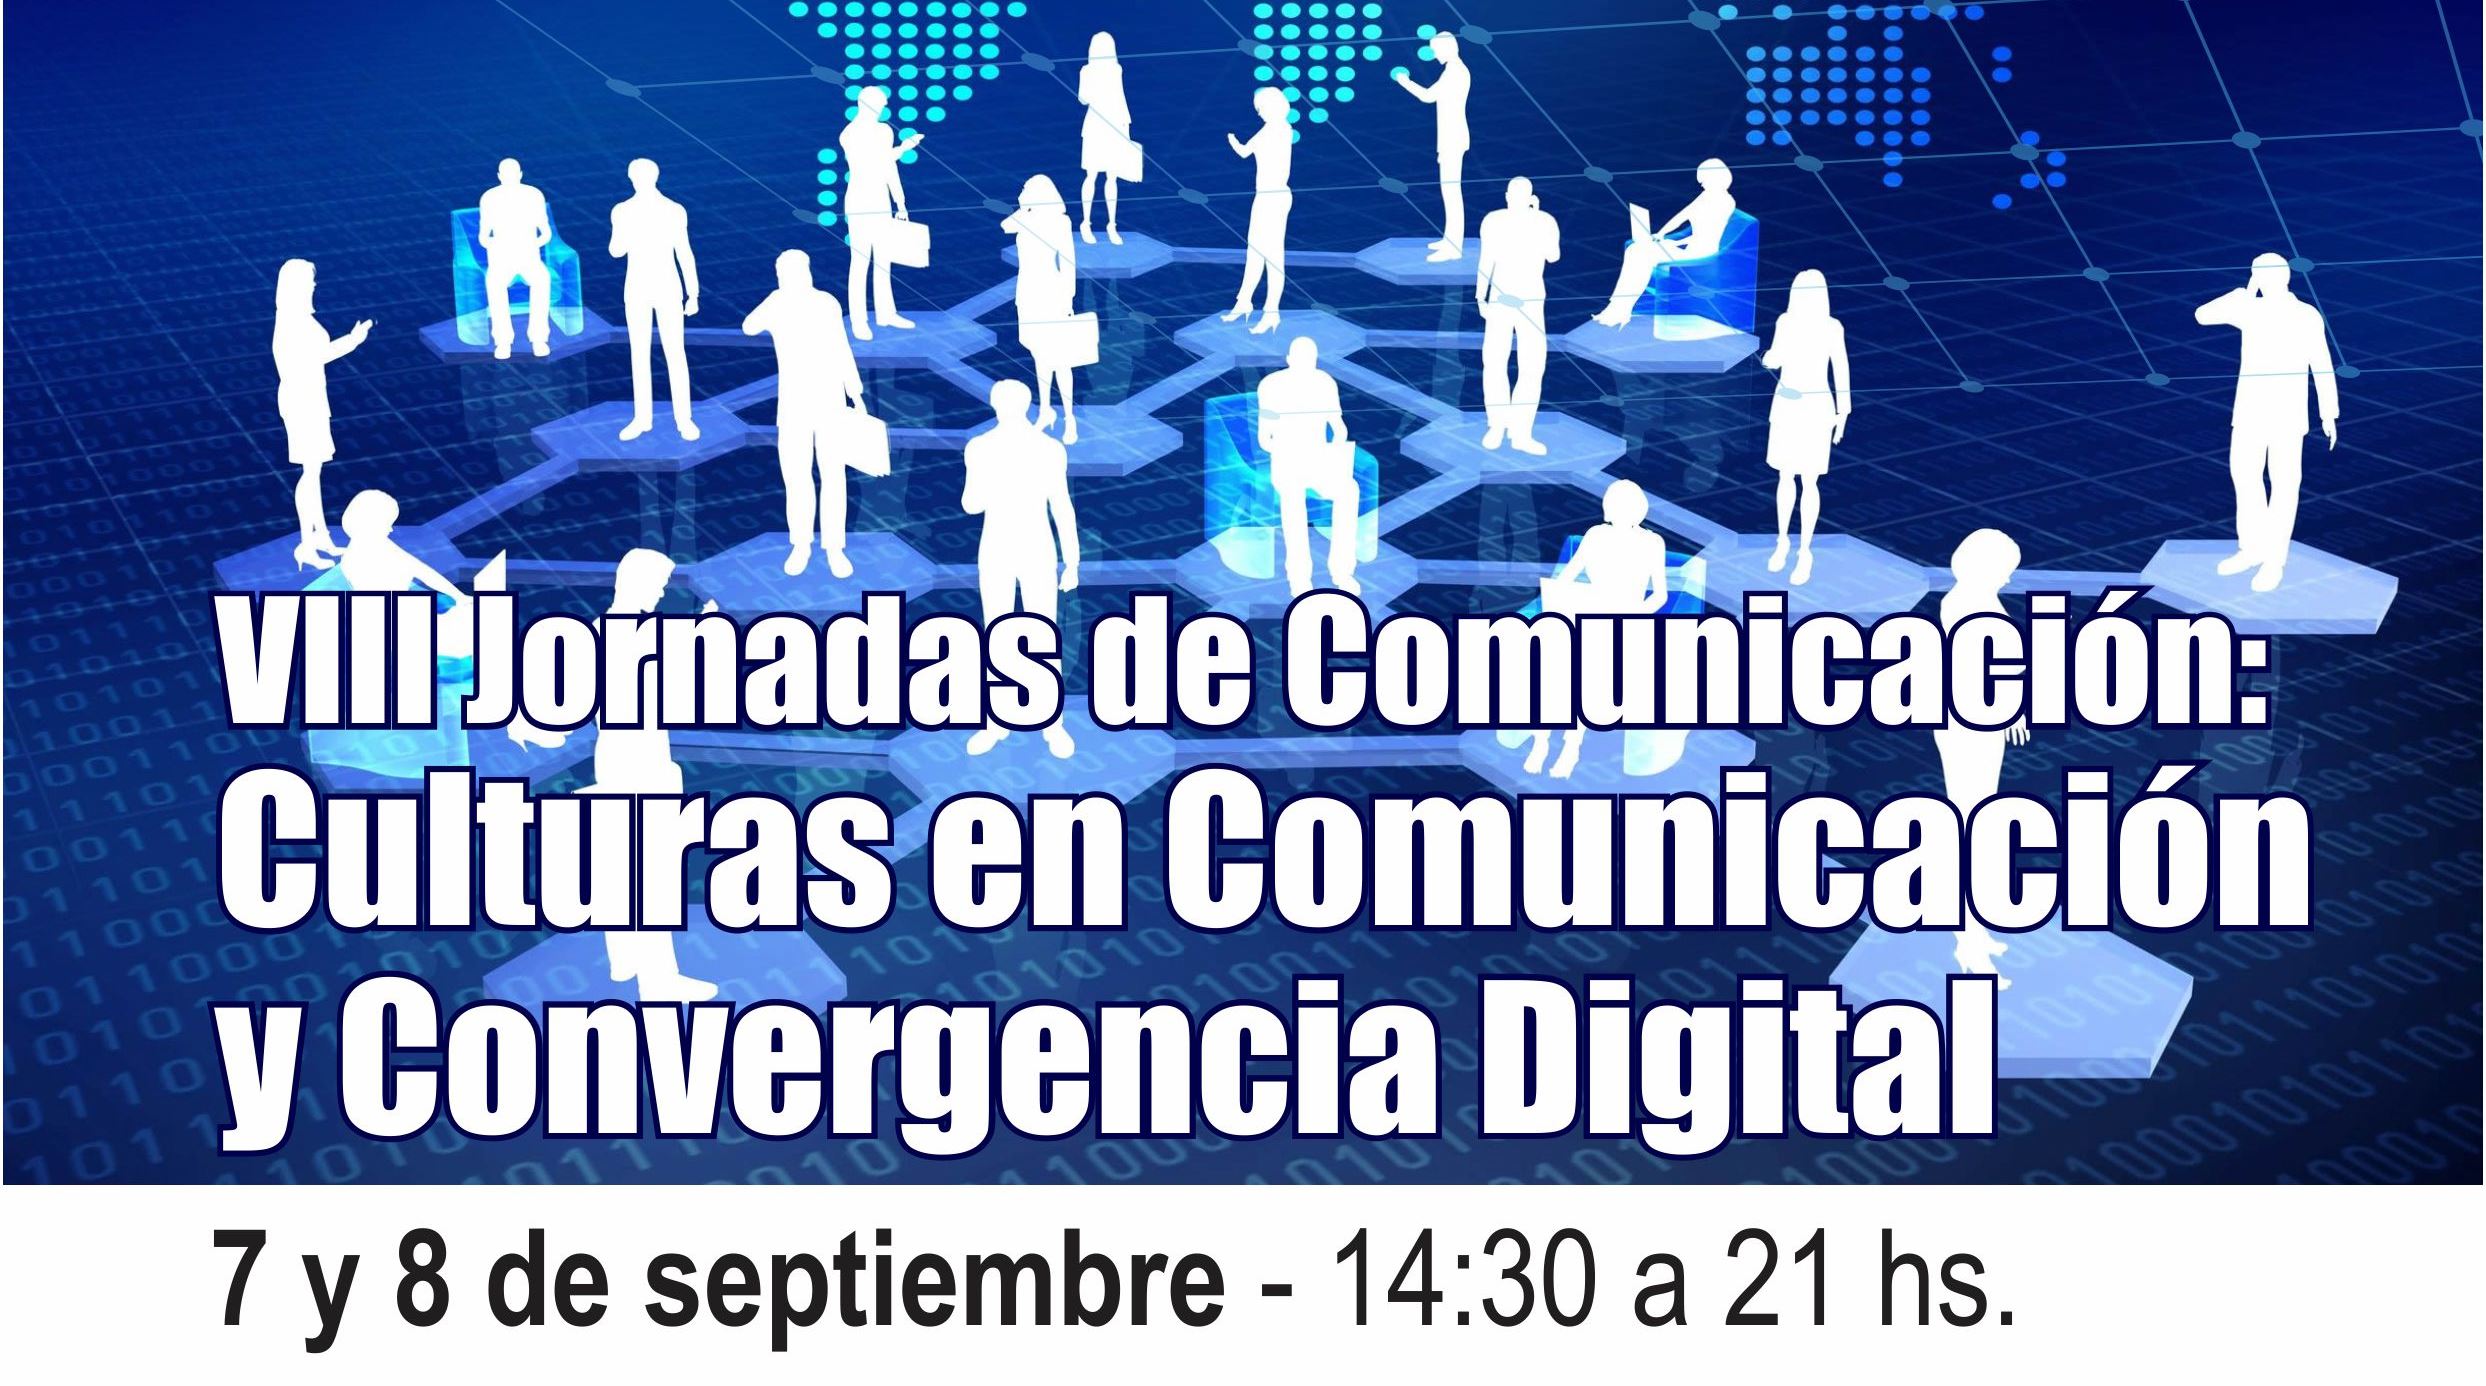 VIII Jornadas de Comunicación:
Culturas en Comunicación
y Convergencia Digital
7 y 8 de septiembre - 14:30 a 21 hs.